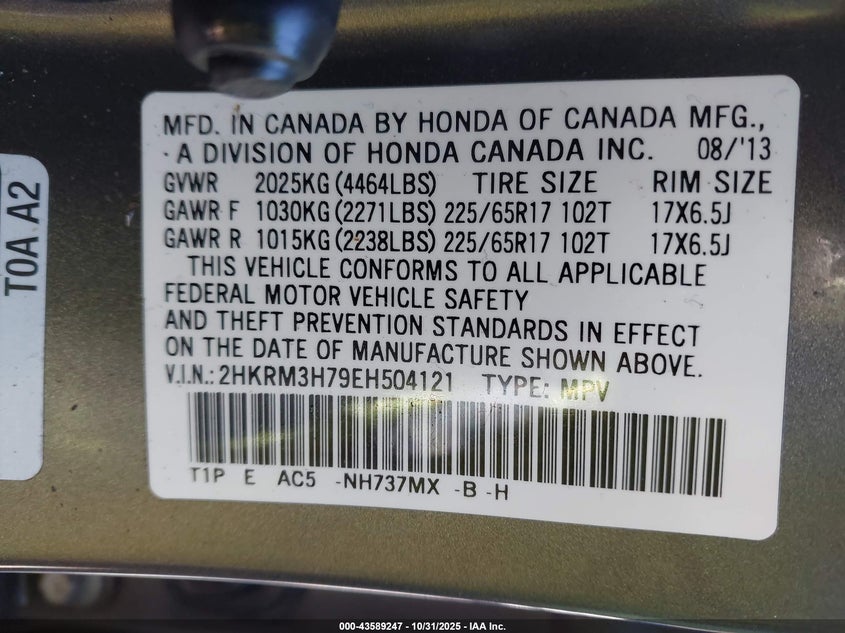 MFD. IN CANADA BY HONDA OF CANADA MFG.,
A DIVISION OF HONDA CANADA INC. 08/'13
GVWR 2025KG (4464LBS) TIRE SIZE RIM SIZE
GAWR F 1030KG (2271LBS) 225/65R17 102T 17X6.5J
GAWR R 1015KG (2238LBS) 225/65R17 102T 17X6.5J
THIS VEHICLE CONFORMS TO ALL APPLICABLE
FEDERAL MOTOR VEHICLE SAFETY
AND THEFT PREVENTION STANDARDS IN EFFECT
ON THE DATE OF MANUFACTURE SHOWN ABOVE.
V.I.N.: 2HKRM3H79EH504121 TYPE: MPV
T1P E AC5 -NH737MX -B -H
T0A A2
000-43589247 - 10/31/2025 - IAA Inc.